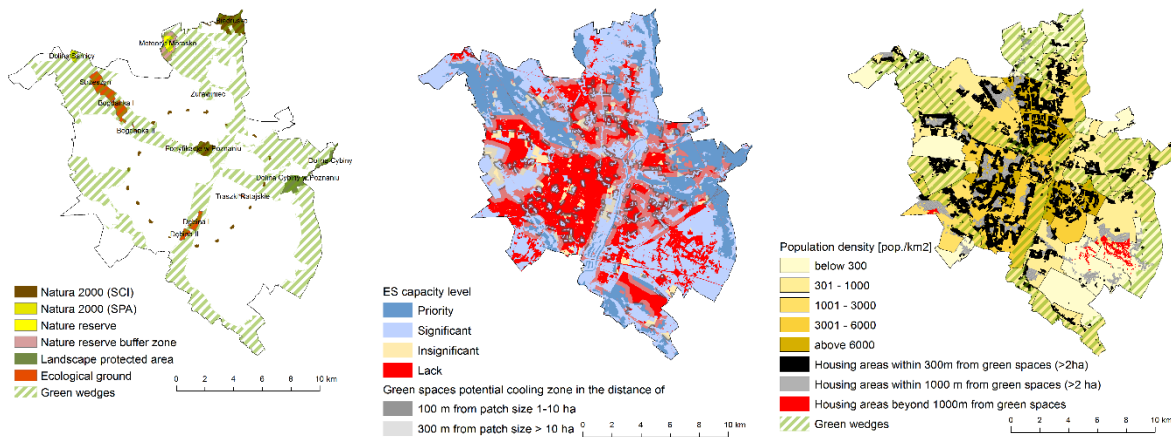 Biedrusko
Meteoryt Morasko
Dolina Samicy
Strzeszyn
Bogdanka I
Żurawiniec
Bogdanka II
Fortyfikacje w Poznaniu
Dolina Cybiny
Dolina Cybiny w Poznaniu
Traszki Ratajskie
Dębina I
Dębina II
Natura 2000 (SCI)
Natura 2000 (SPA)
Nature reserve
Nature reserve buffer zone
Landscape protected area
Ecological ground
Green wedges
0 2 4 6 8 10 km
ES capacity level
Priority
Significant
Insignificant
Lack
Green spaces potential cooling zone in the distance of
100 m from patch size 1-10 ha
300 m from patch size > 10 ha
0 2 4 6 8 10 km
Population density [pop./km2]
below 300
301 - 1000
1001 - 3000
3001 - 6000
above 6000
Housing areas within 300m from green spaces (>2ha)
Housing areas within 1000 m from green spaces (>2 ha)
Housing areas beyond 1000m from green spaces
Green wedges
0 2 4 6 8 10 km